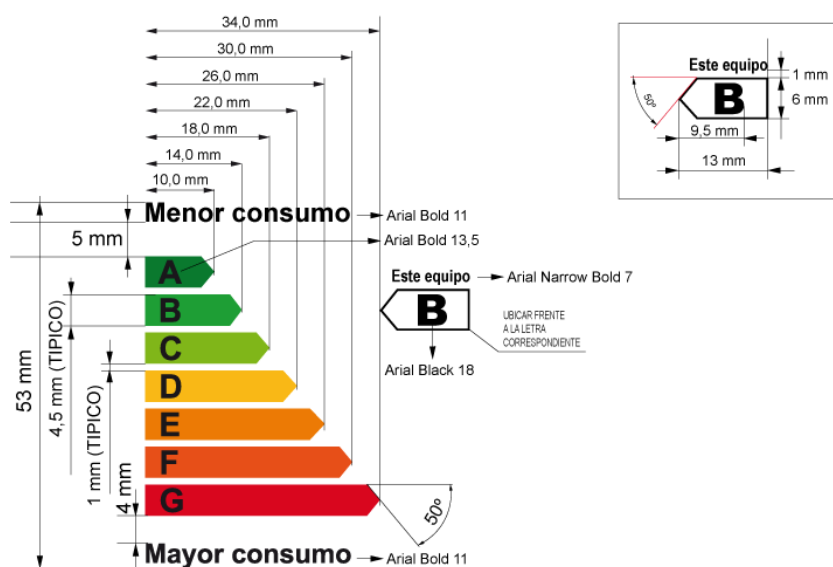 34,0 mm
30,0 mm
26,0 mm
22,0 mm
18,0 mm
14,0 mm
10,0 mm
Menor consumo
Arial Bold 11
5 mm
Arial Bold 13,5
A
B
C
D
E
F
G
53 mm
4,5 mm (TIPICO)
1 mm (TIPICO)
4 mm
50º
Mayor consumo
Arial Bold 11
Este equipo
Arial Narrow Bold 7
B
UBICAR FRENTE
A LA LETRA
CORRESPONDIENTE
Arial Black 18
Este equipo
1 mm
50º
B
6 mm
9,5 mm
13 mm